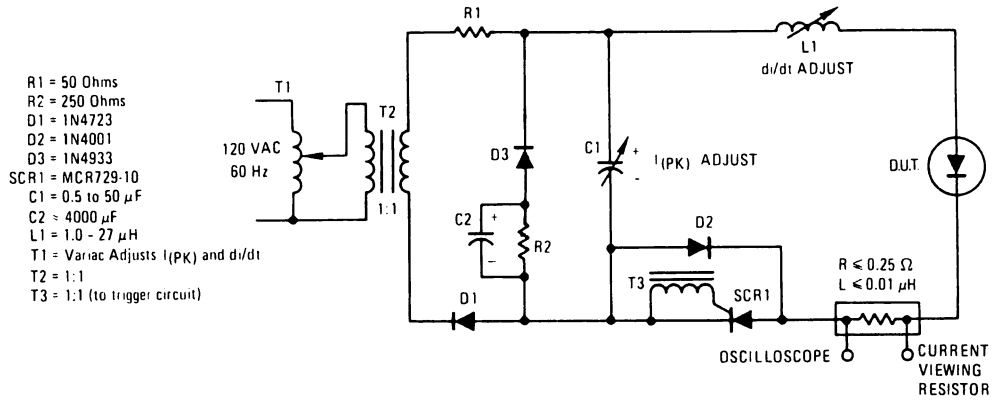 R1 = 50 Ohms
R2 = 250 Ohms
D1 = 1N4723
D2 = 1N4001
D3 = 1N4933
SCR1 = MCR729-10
C1 = 0.5 to 50 μF
C2 ≈ 4000 μF
L1 = 1.0 - 27 μH
T1 = Variac Adjusts I(PK) and di/dt
T2 = 1:1
T3 = 1:1 (to trigger circuit)
T1
120 VAC
60 Hz
T2
1:1
R1
D3
C2
+
–
R2
D1
C1
+
-
I(PK) ADJUST
D2
T3
SCR1
L1
di/dt ADJUST
D.U.T.
R ⩽ 0.25 Ω
L ⩽ 0.01 μH
OSCILLOSCOPE
CURRENT
VIEWING
RESISTOR